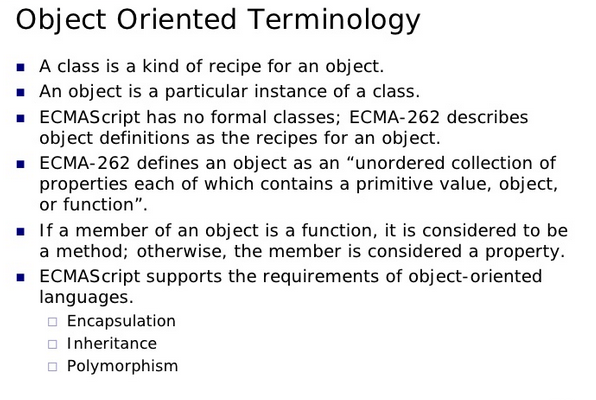 Object Oriented Terminology
A class is a kind of recipe for an object.
An object is a particular instance of a class.
ECMAScript has no formal classes; ECMA-262 describes
object definitions as the recipes for an object.
ECMA-262 defines an object as an “unordered collection of
properties each of which contains a primitive value, object,
or function”.
If a member of an object is a function, it is considered to be
a method; otherwise, the member is considered a property.
ECMAScript supports the requirements of object-oriented
languages.
Encapsulation
Inheritance
Polymorphism